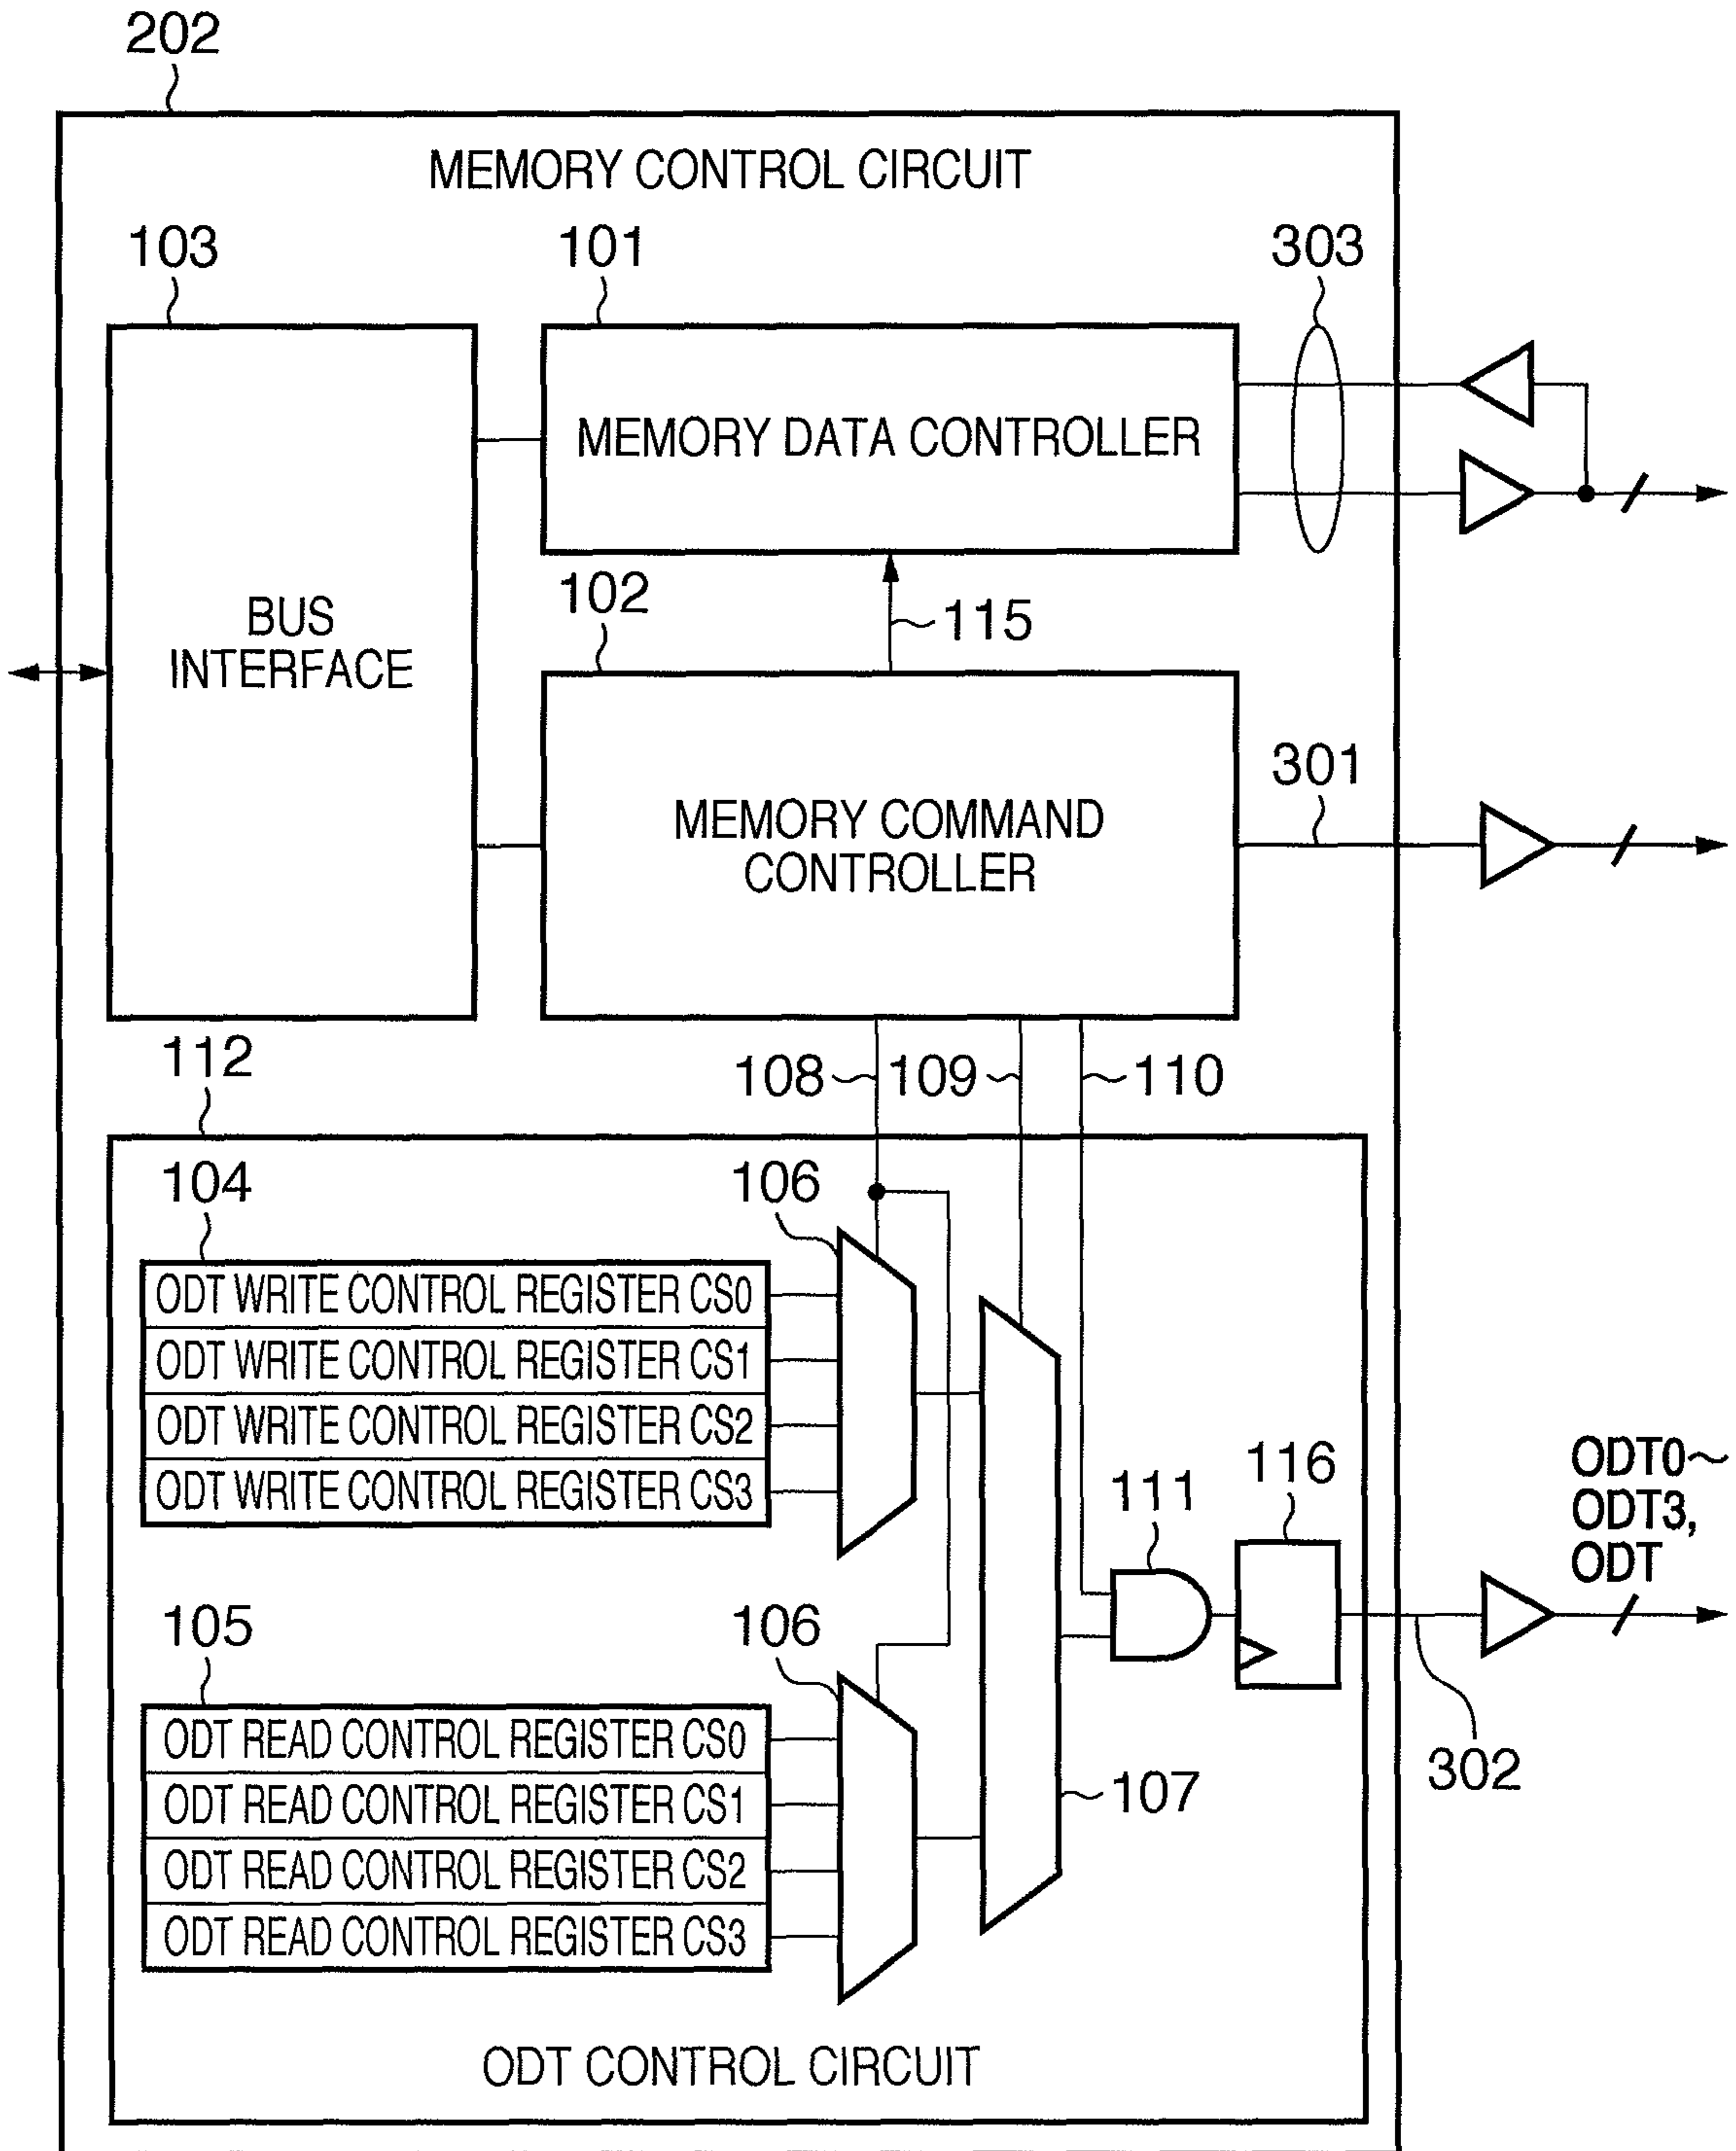 202
MEMORY CONTROL CIRCUIT
103
101
303
MEMORY DATA CONTROLLER
102
115
BUS
INTERFACE
301
MEMORY COMMAND
CONTROLLER
112
108
109
110
104
106
ODT WRITE CONTROL REGISTER CS0
ODT WRITE CONTROL REGISTER CS1
ODT WRITE CONTROL REGISTER CS2
ODT WRITE CONTROL REGISTER CS3
111
116
ODT0~
ODT3,
ODT
105
106
ODT READ CONTROL REGISTER CS0
ODT READ CONTROL REGISTER CS1
ODT READ CONTROL REGISTER CS2
ODT READ CONTROL REGISTER CS3
107
302
ODT CONTROL CIRCUIT